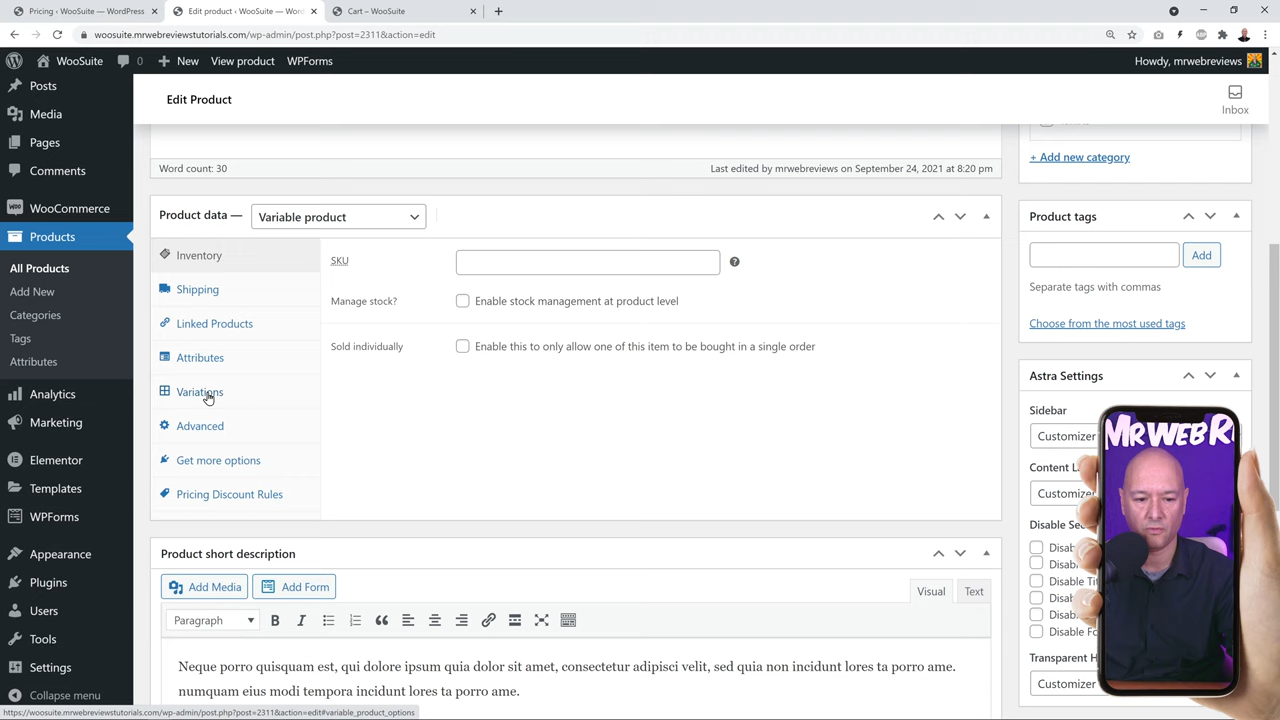 Pricing ‹ WooSuite — WordPress
Edit product ‹ WooSuite — Word
Cart – WooSuite
woosuite.mrwebreviewstutorials.com/wp-admin/post.php?post=2311&action=edit
WooSuite
0
New
View product
WPForms
Howdy, mrwebreviews
Posts
Media
Pages
Comments
WooCommerce
Products
All Products
Add New
Categories
Tags
Attributes
Analytics
Marketing
Elementor
Templates
WPForms
Appearance
Plugins
Users
Tools
Settings
Collapse menu
Edit Product
Inbox
Word count: 30
Last edited by mrwebreviews on September 24, 2021 at 8:20 pm
Product data —
Variable product
Inventory
Shipping
Linked Products
Attributes
Variations
Advanced
Get more options
Pricing Discount Rules
SKU
Manage stock?
Enable stock management at product level
Sold individually
Enable this to only allow one of this item to be bought in a single order
Product short description
Add Media
Add Form
Visual
Text
Paragraph
Neque porro quisquam est, qui dolore ipsum quia dolor sit amet, consectetur adipisci velit, sed quia non incidunt lores ta porro ame.
numquam eius modi tempora incidunt lores ta porro ame.
+ Add new category
Product tags
Add
Separate tags with commas
Choose from the most used tags
Astra Settings
Sidebar
Customizer
Content L
Customize
Disable Se
Disab
Disab
Disable Ti
Disab
Disab
Disable Fo
Transparent H
Customize
MRWEBR
https://woosuite.mrwebreviewstutorials.com/wp-admin/post.php?post=2311&action=edit#variable_product_options